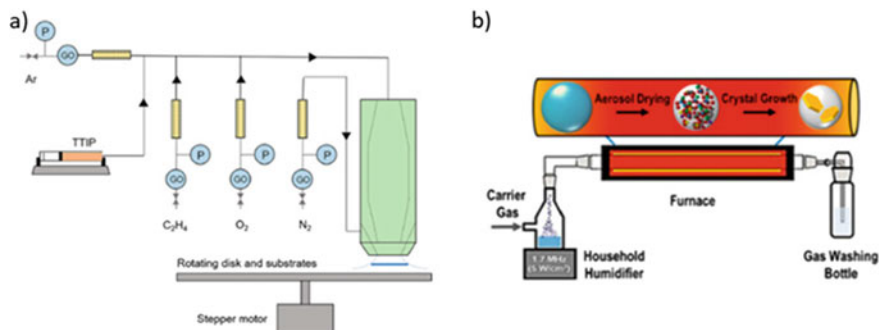 a)
P
GO
Ar
TTIP
P
P
P
GO
GO
GO
C₂H₄
O₂
N₂
Rotating disk and substrates
Stepper motor
b)
Aerosol Drying
Crystal Growth
Carrier
Gas
Furnace
1.7 MHz
(5 W/cm²)
Household
Humidifier
Gas Washing
Bottle